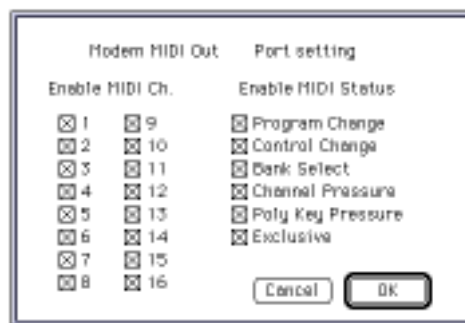 Modem MIDI Out Port setting
Enable MIDI Ch. Enable MIDI Status
1 9 Program Change
2 10 Control Change
3 11 Bank Select
4 12 Channel Pressure
5 13 Poly Key Pressure
6 14 Exclusive
7 15
8 16
Cancel OK